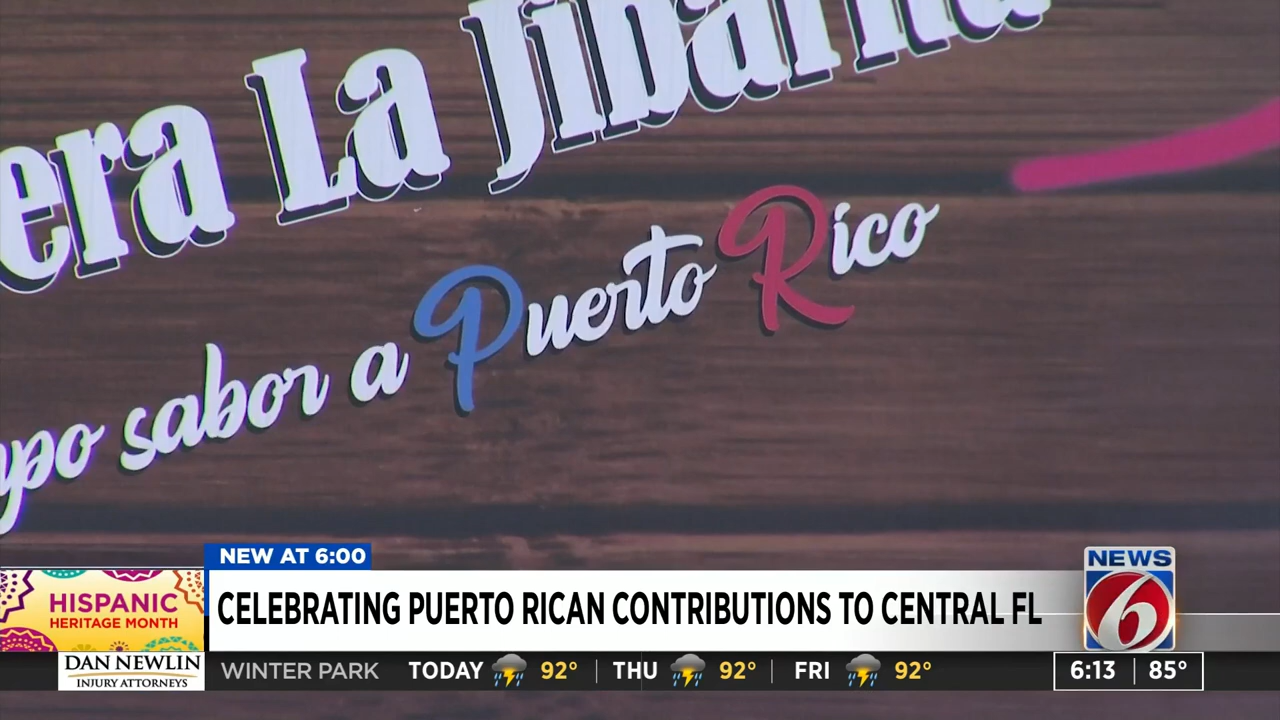 era La Jibarita
po sabor a Puerto Rico
NEW AT 6:00
HISPANIC
HERITAGE MONTH
CELEBRATING PUERTO RICAN CONTRIBUTIONS TO CENTRAL FL
NEWS
6
DAN NEWLIN
INJURY ATTORNEYS
WINTER PARK TODAY 92° THU 92° FRI 92°
6:13 85°